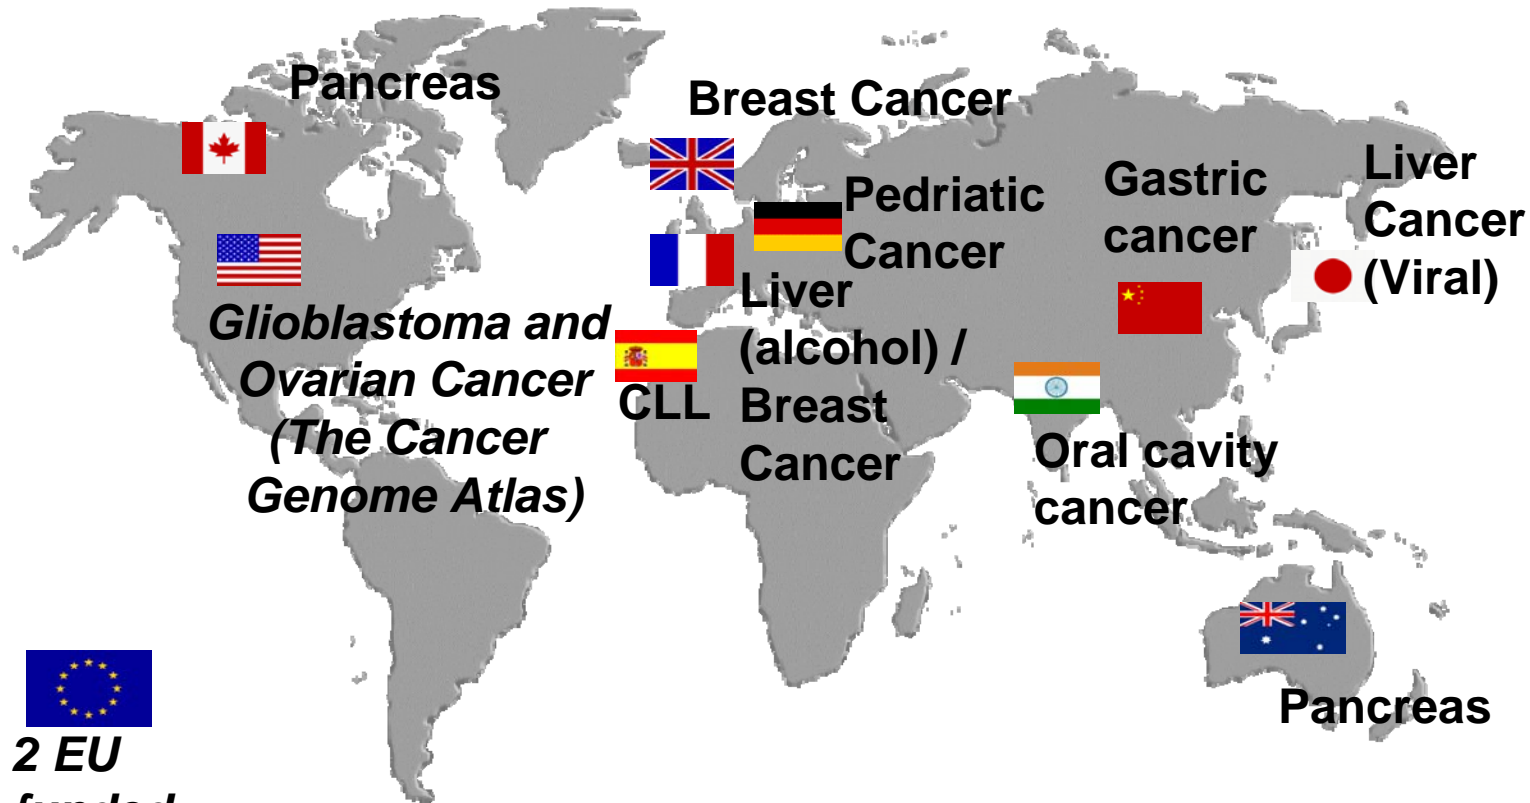 Pancreas
Breast Cancer
Pedriatic
Cancer
Gastric
cancer
Liver
Cancer
(Viral)
Glioblastoma and
Ovarian Cancer
(The Cancer
Genome Atlas)
CLL
Liver
(alcohol) /
Breast
Cancer
Oral cavity
cancer
Pancreas
2 EU
funded